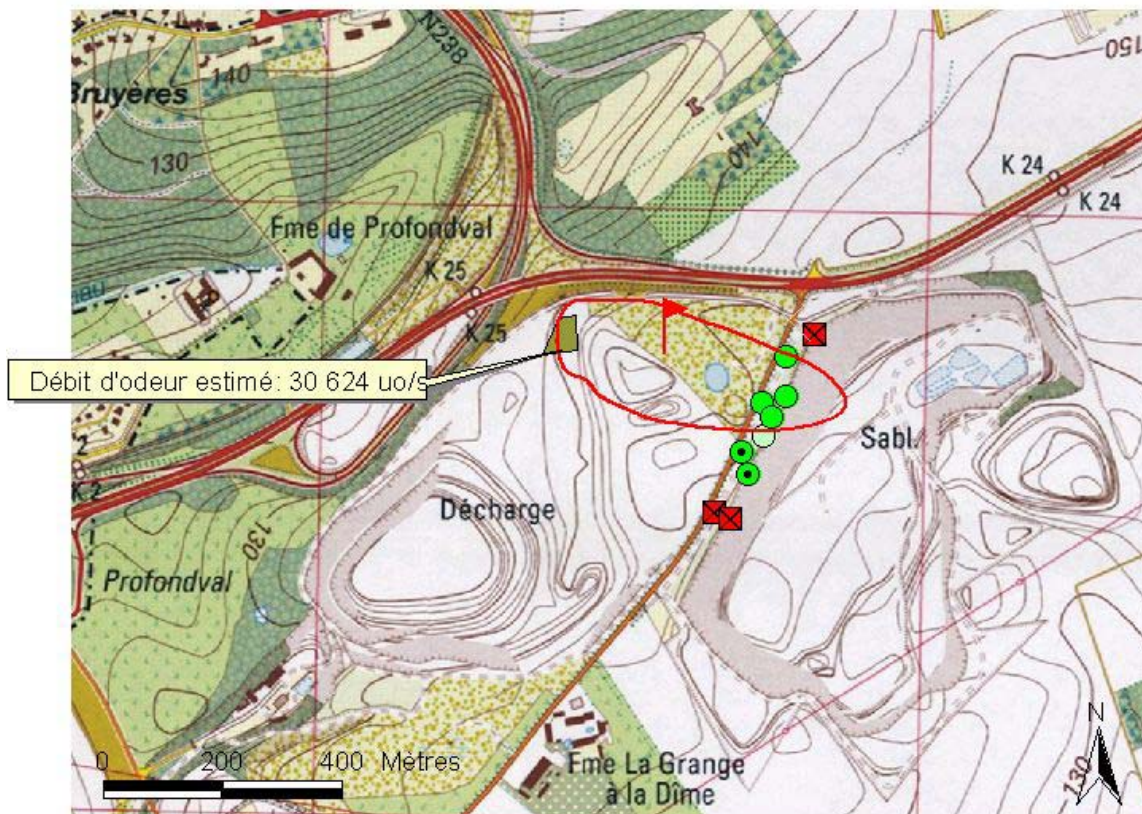 N238
150
140
Bruyères
130
140
K 24
K 24
Fme de Profondval
K 25
K 25
Débit d'odeur estimé: 30 624 uo/s
2
K 2
Sabl.
Décharge
130
Profondval
N
0 200 400 Mètres
Fme La Grange
à la Dîme
130